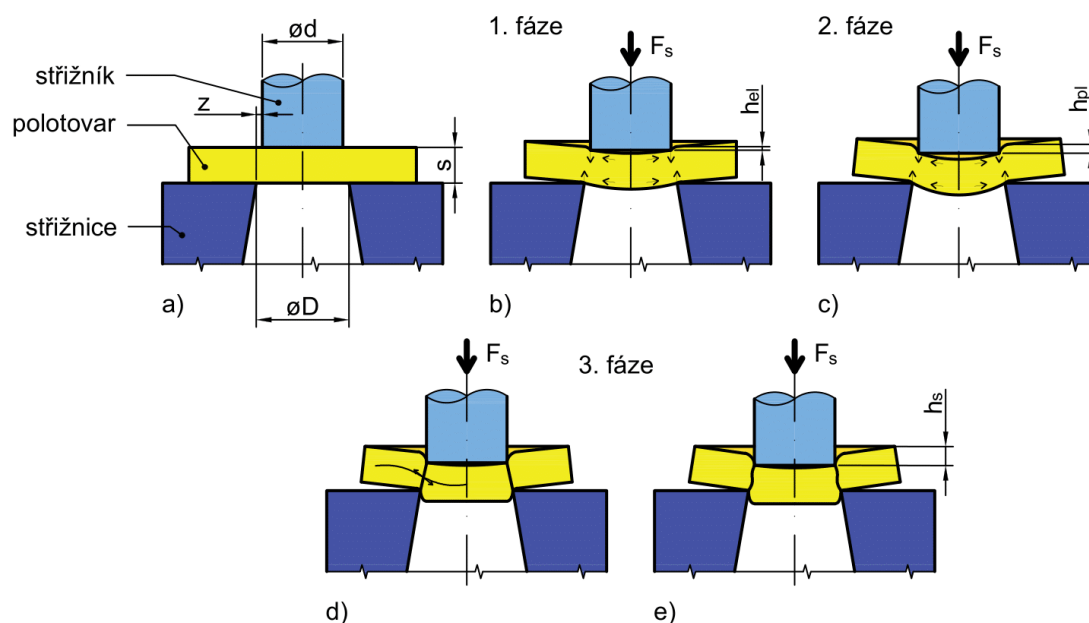 ød
1. fáze
2. fáze
Fs
Fs
střižník
z
hel
hpl
polotovar
s
střižnice
a)
øD
b)
c)
Fs
3. fáze
Fs
hs
d)
e)